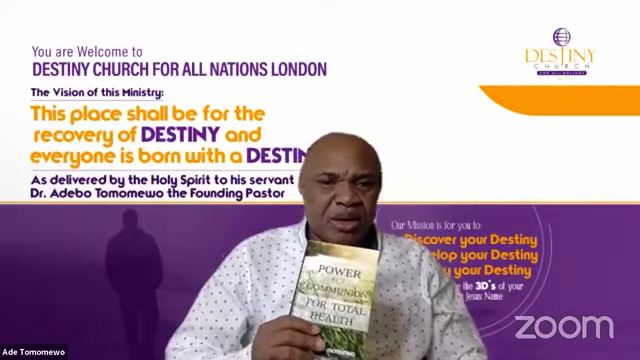 You are Welcome to
DESTINY CHURCH FOR ALL NATIONS LONDON
The Vision of this Ministry:
This place shall be for the
recovery of DESTINY and
everyone is born with a DESTIN
As delivered by the Holy Spirit to his servant
Dr. Adebo Tomomewo the Founding Pastor
DESTINY
CHURCH
FOR ALL NATIONS
Our Mission is for you to:
Discover your Destiny
elop your Destiny
y your Destiny
e the 3D's of your
Jesus Name
POWER
COMMUNION
FOR TOTAL
HEALTH
TOMOMEWO
Ade Tomomewo
zoom